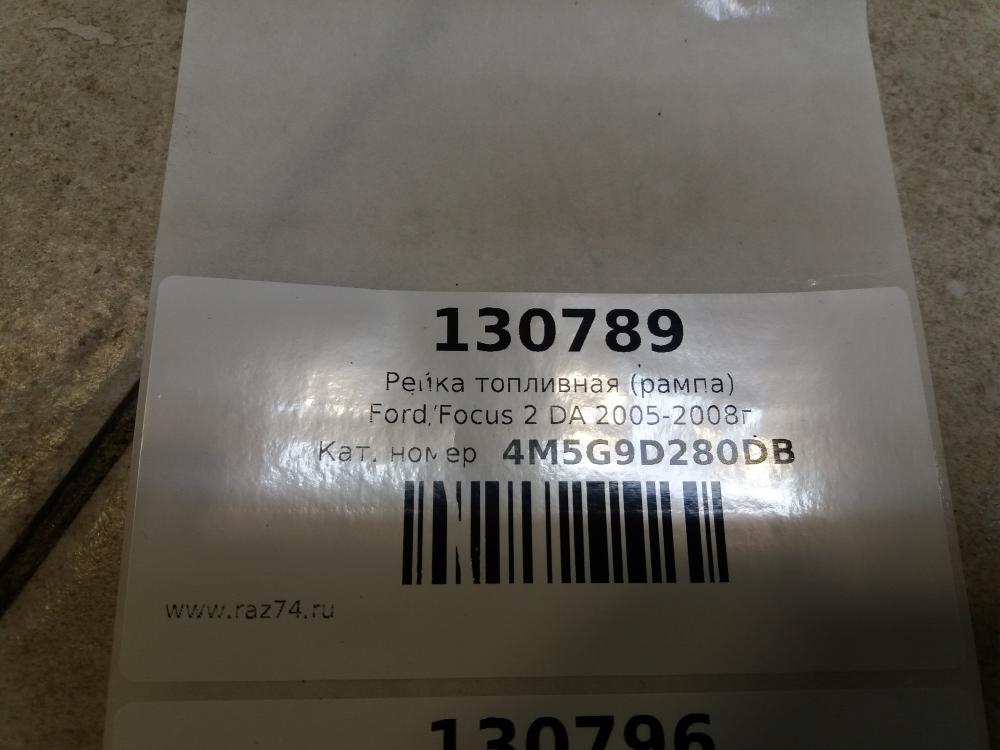 130789
Рейка топливная (рампа)
Ford Focus 2 DA 2005-2008г
Кат. номер 4M5G9D280DB
www.raz74.ru
130796